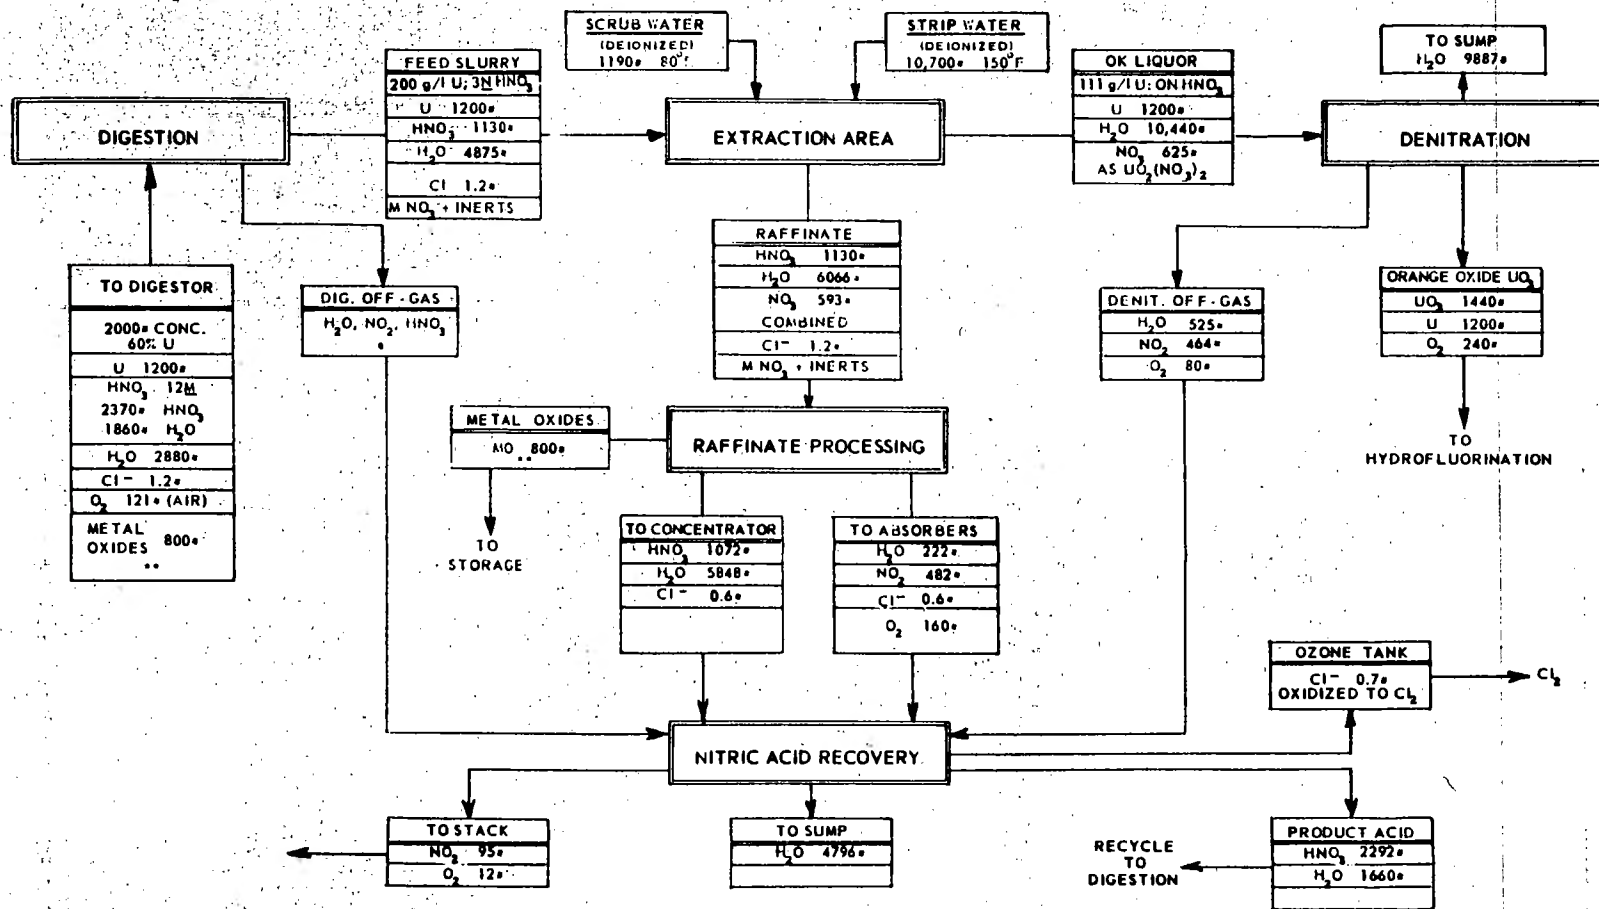 SCRUB WATER
(DEIONIZED)
1190# 80°F
STRIP WATER
(DEIONIZED)
10,700# 150°F
TO SUMP
H₂O 9887#
FEED SLURRY
200 g/l U; 3N HNO₃
U 1200#
HNO₃ 1130#
H₂O 4875#
Cl 1.2#
M NO₃ + INERTS
OK LIQUOR
111 g/l U: ON HNO₃
U 1200#
H₂O 10,440#
NO₃ 625#
AS UO₂(NO₃)₂
DIGESTION
EXTRACTION AREA
DENITRATION
TO DIGESTOR
2000# CONC.
60% U
U 1200#
HNO₃ 12M
2370# HNO₃
1860# H₂O
H₂O 2880#
Cl⁻ 1.2#
O₂ 121# (AIR)
METAL
OXIDES 800#
**
DIG. OFF-GAS
H₂O, NO₂, HNO₃
*
RAFFINATE
HNO₃ 1130#
H₂O 6066#
NO₃ 593#
COMBINED
Cl⁻ 1.2#
M NO₃ + INERTS
DENIT. OFF-GAS
H₂O 525#
NO₂ 464#
O₂ 80#
ORANGE OXIDE UO₃
UO₃ 1440#
U 1200#
O₂ 240#
TO
HYDROFLUORINATION
METAL OXIDES
MO 800#
**
TO
STORAGE
RAFFINATE PROCESSING
TO CONCENTRATOR
HNO₃ 1072#
H₂O 5848#
Cl⁻ 0.6#
TO ABSORBERS
H₂O 222#
NO₂ 482#
Cl⁻ 0.6#
O₂ 160#
OZONE TANK
Cl⁻ 0.7#
OXIDIZED TO Cl₂
Cl₂
NITRIC ACID RECOVERY
TO STACK
NO₂ 95#
O₂ 12#
TO SUMP
H₂O 4796#
RECYCLE
TO
DIGESTION
PRODUCT ACID
HNO₃ 2292#
H₂O 1660#